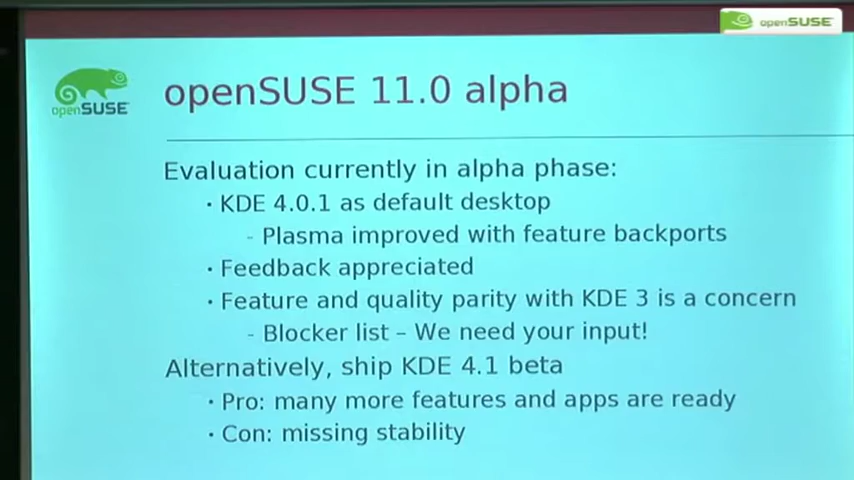 openSUSE
openSUSE
openSUSE 11.0 alpha
Evaluation currently in alpha phase:
· KDE 4.0.1 as default desktop
- Plasma improved with feature backports
· Feedback appreciated
· Feature and quality parity with KDE 3 is a concern
- Blocker list – We need your input!
Alternatively, ship KDE 4.1 beta
· Pro: many more features and apps are ready
· Con: missing stability